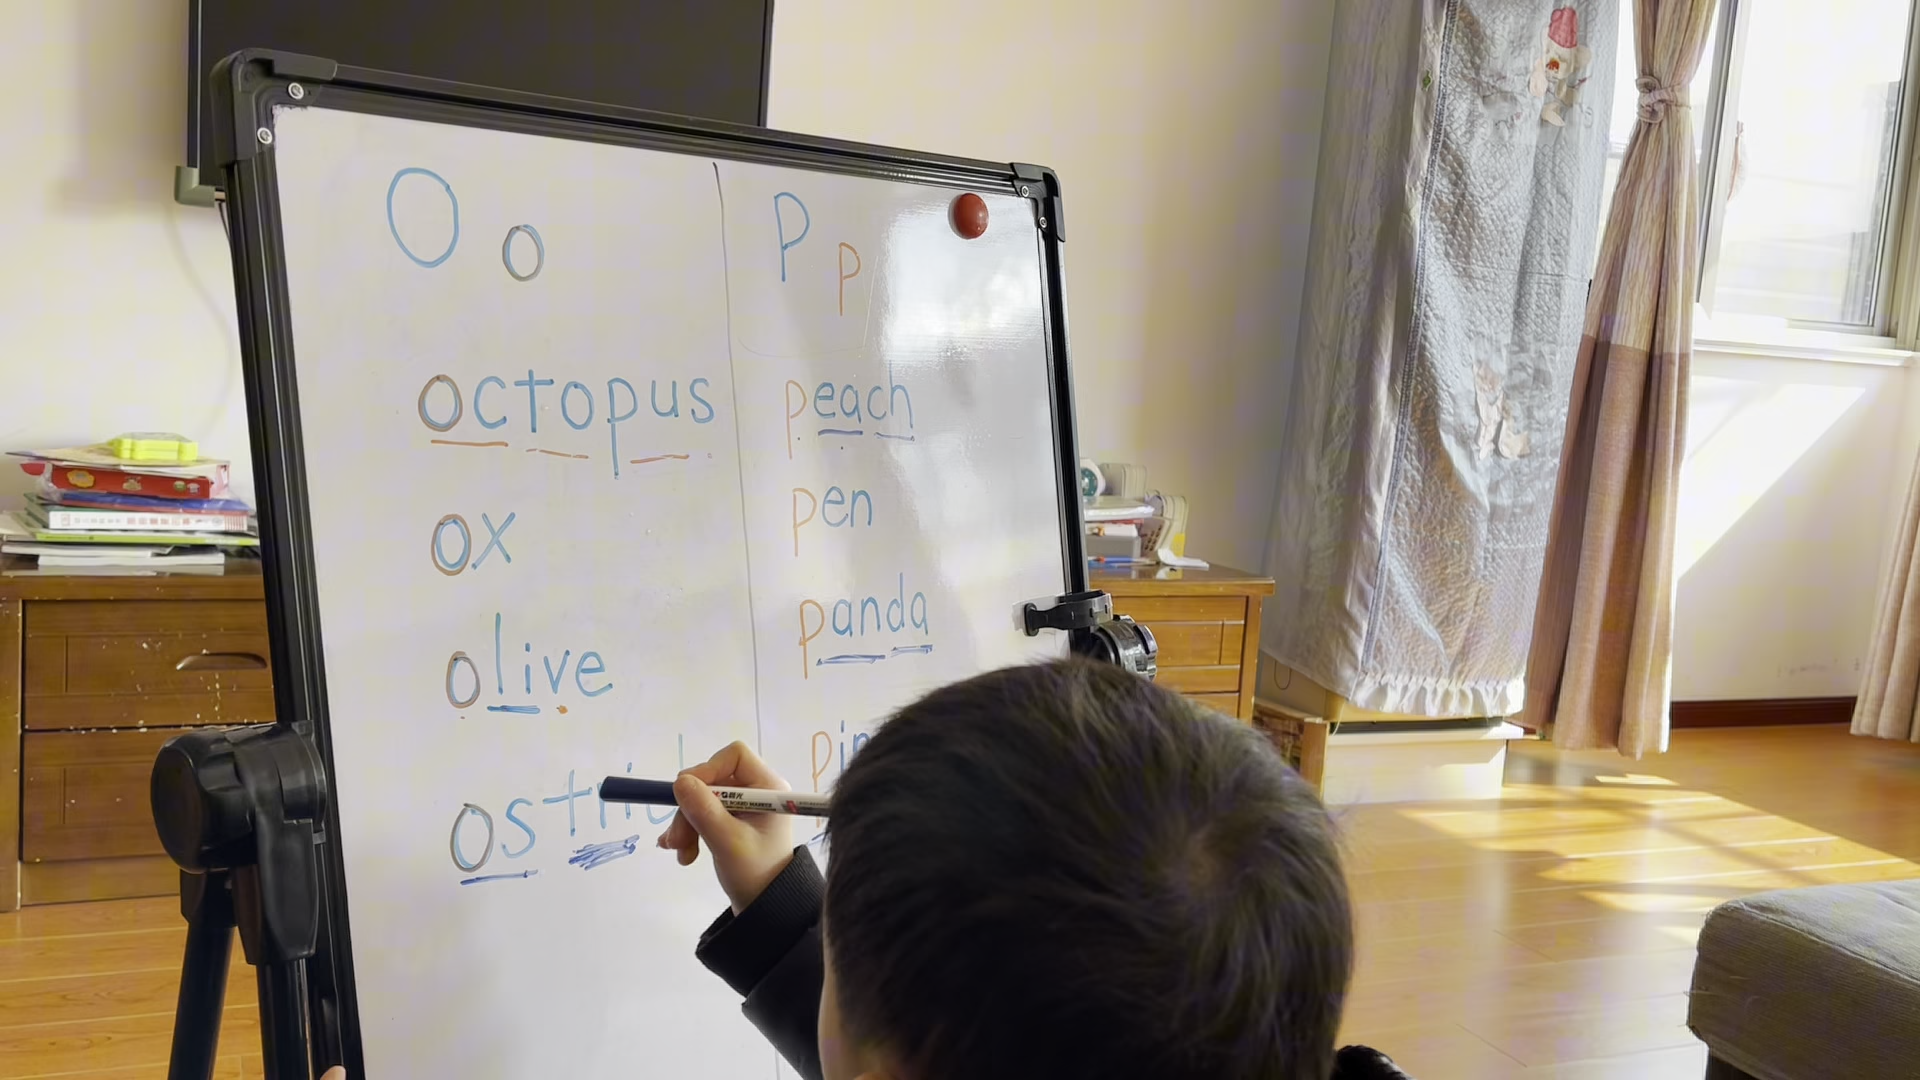 O o
octopus
ox
olive
P p
peach
pen
panda